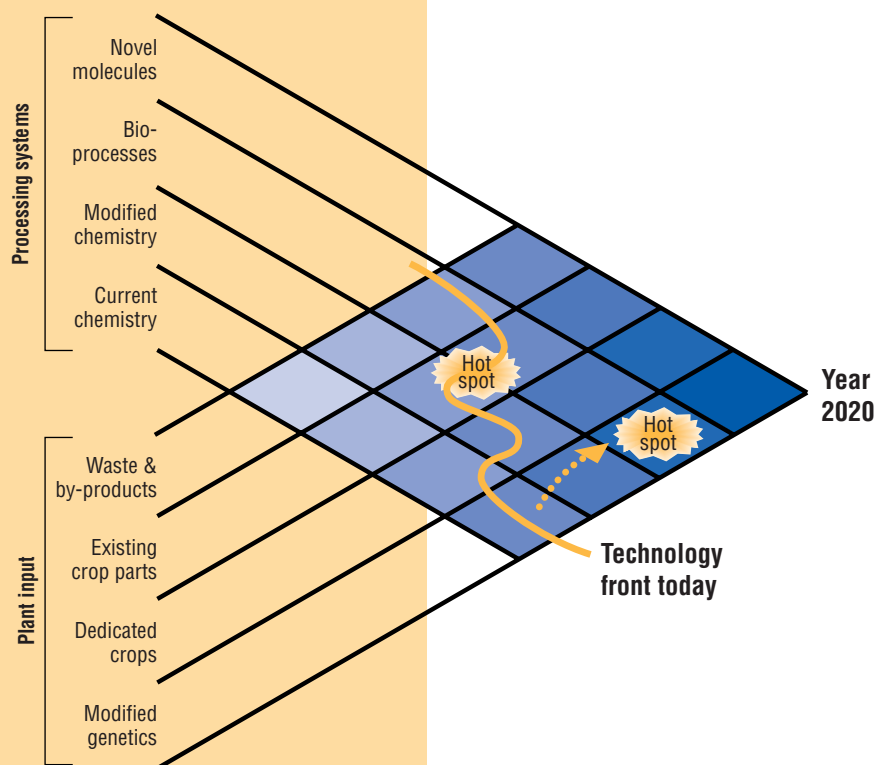 Processing systems
Novel
molecules
Bio-
processes
Modified
chemistry
Current
chemistry
Plant input
Waste &
by-products
Existing
crop parts
Dedicated
crops
Modified
genetics
Hot
spot
Hot
spot
Year
2020
Technology
front today